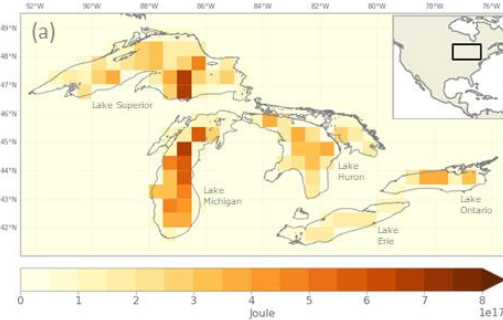 92°W 90°W 88°W 86°W 84°W 82°W 80°W 78°W 76°W
49°N
(a)
48°N
47°N
Lake Superior
46°N
45°N
Lake
Huron
44°N
Lake
Michigan
Lake
Ontario
43°N
42°N
Lake
Erie
0 1 2 3 4 5 6 7 8
1e17
Joule